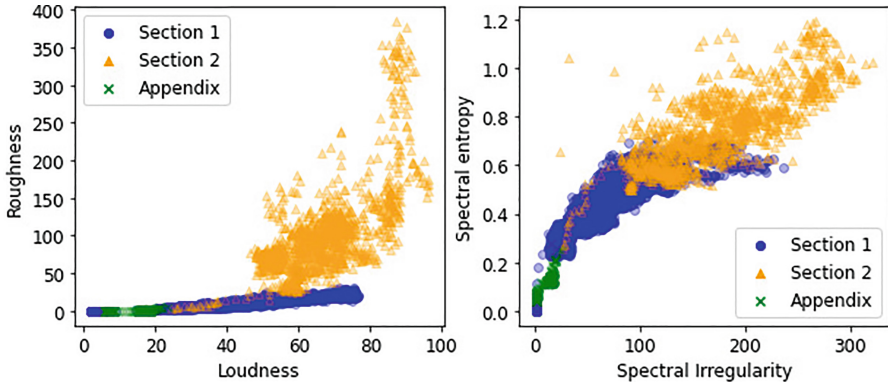 400
350
300
250
200
150
100
50
0
Roughness
Section 1
Section 2
Appendix
0 20 40 60 80 100
Loudness
1.2
1.0
0.8
0.6
0.4
0.2
0.0
Spectral entropy
Section 1
Section 2
Appendix
0 100 200 300
Spectral Irregularity